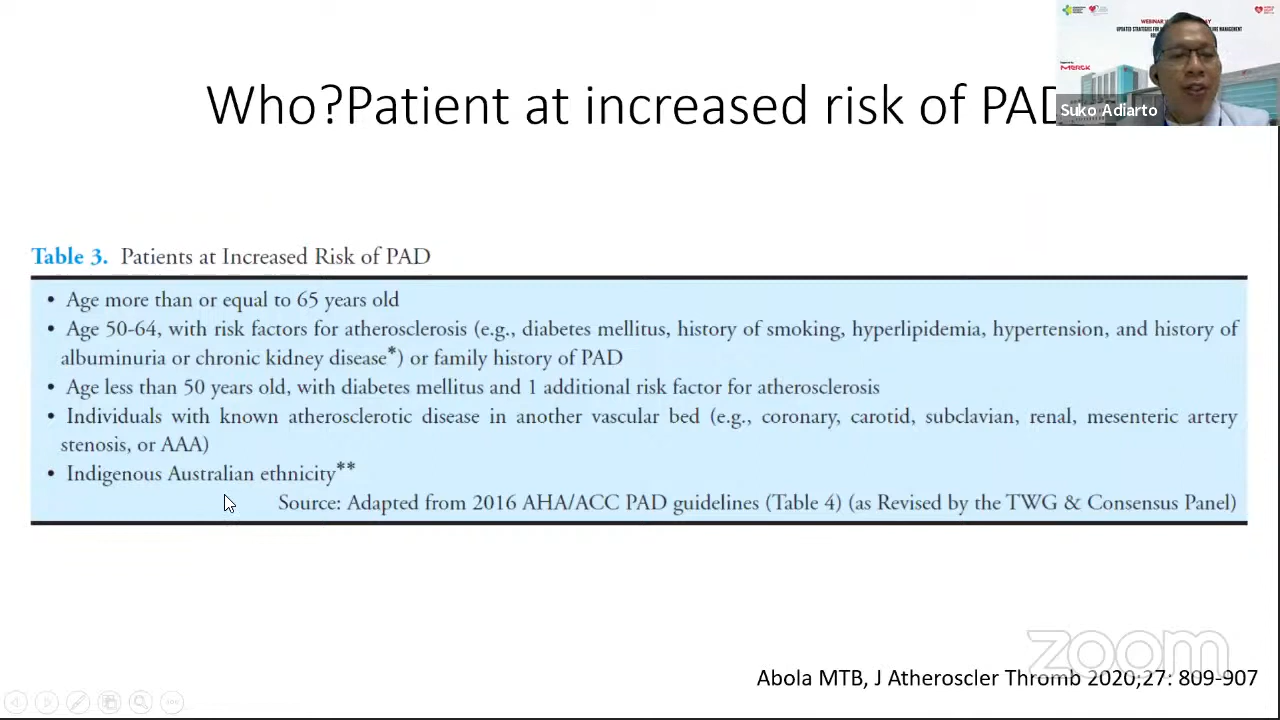 WEBINAR
UPDATED STRATEGIES FOR
MANAGEMENT
MERCK
Suko Adiarto
Who?Patient at increased risk of PAD
Table 3. Patients at Increased Risk of PAD
• Age more than or equal to 65 years old
• Age 50-64, with risk factors for atherosclerosis (e.g., diabetes mellitus, history of smoking, hyperlipidemia, hypertension, and history of
albuminuria or chronic kidney disease*) or family history of PAD
• Age less than 50 years old, with diabetes mellitus and 1 additional risk factor for atherosclerosis
• Individuals with known atherosclerotic disease in another vascular bed (e.g., coronary, carotid, subclavian, renal, mesenteric artery
stenosis, or AAA)
• Indigenous Australian ethnicity**
Source: Adapted from 2016 AHA/ACC PAD guidelines (Table 4) (as Revised by the TWG & Consensus Panel)
zoom
Abola MTB, J Atheroscler Thromb 2020;27: 809-907